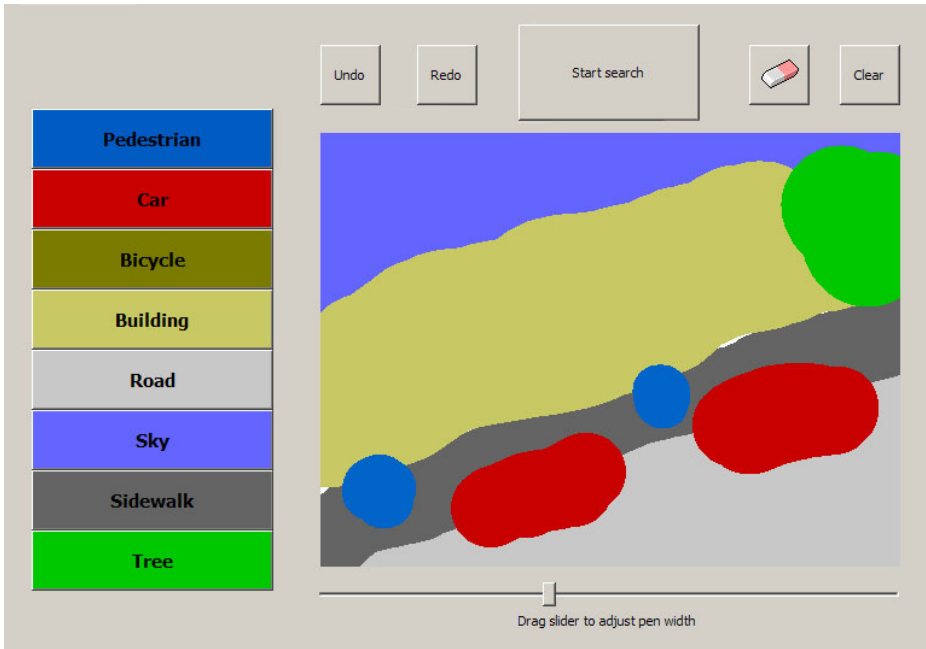 Undo
Redo
Start search
Clear
Pedestrian
Car
Bicycle
Building
Road
Sky
Sidewalk
Tree
Drag slider to adjust pen width